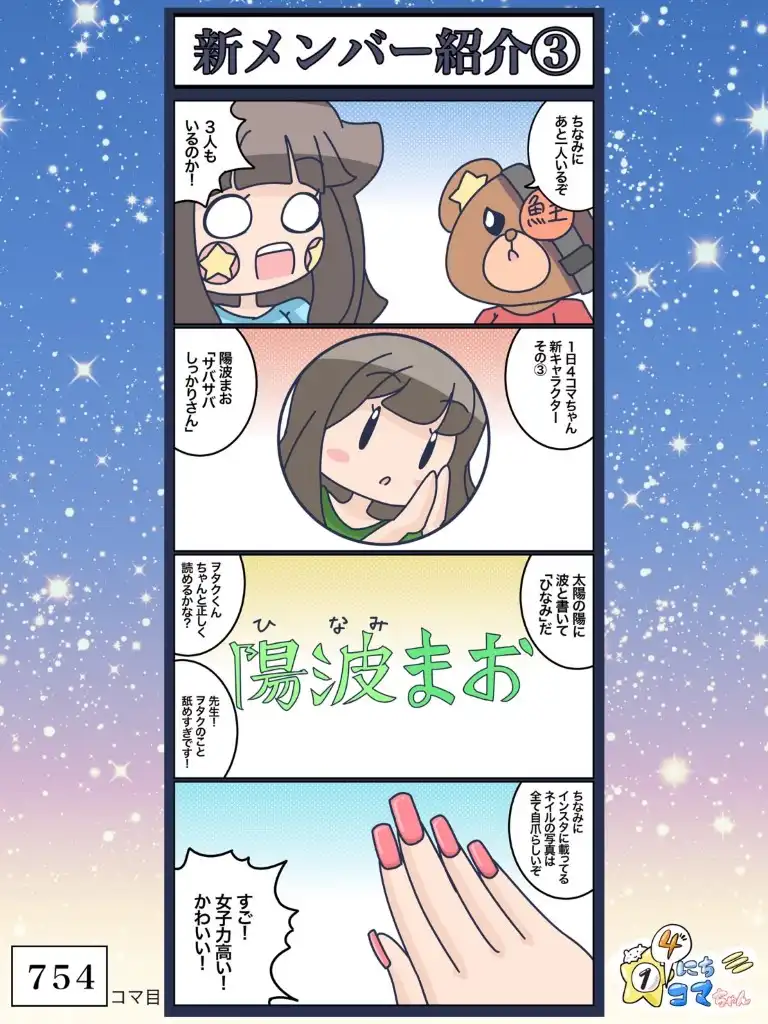 新メンバー紹介③
ちなみに
あと一人いるぞ
鮭
３人も
いるのか！
１日４コマちゃん
新キャラクター
その③
陽波まお
「サバサバ
しっかりさん」
太陽の陽に
波と書いて
「ひなみ」だ
ひなみ
陽波まお
ヲタクくん
ちゃんと正しく
読めるかな？
先生！
ヲタクのこと
舐めすぎです！
ちなみに
インスタに載ってる
ネイルの写真は
全て自爪らしいぞ
すご！
女子力高い！
かわいい！
754
コマ目
1にち
4コマちゃん